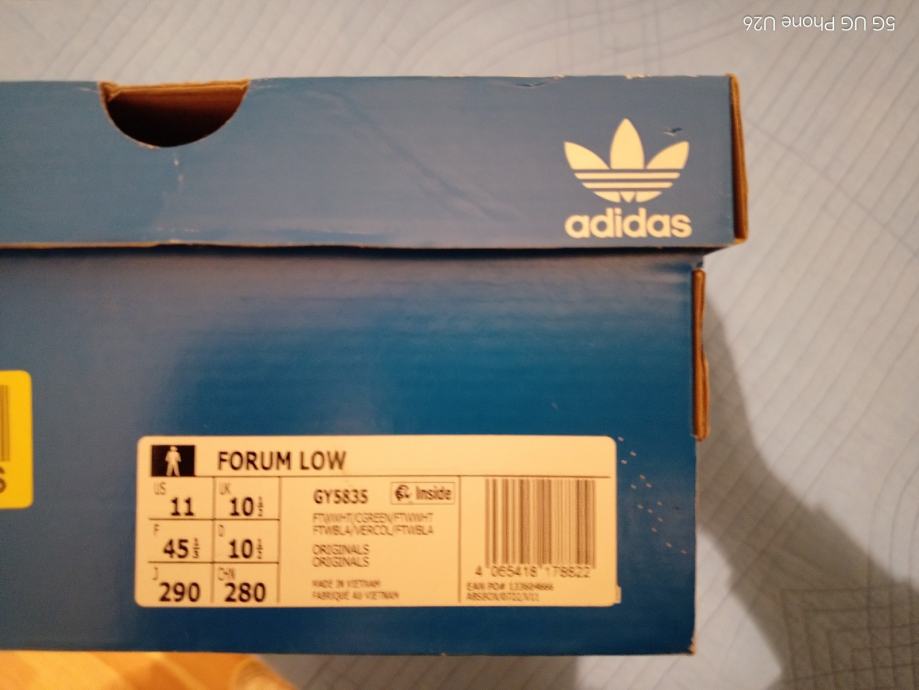 5G UG Phone U26
adidas
FORUM LOW
US 11 UK 10½
F 45⅓ D 10½
J 290 CHN 280
GY5835 Inside
FTWWHT/CGREEN/FTWWHT
FTWBLA/VERCOL/FTWBLA
ORIGINALS
ORIGINALS
MADE IN VIETNAM
FABRIQUE AU VIETNAM
4 065418 178822
EAN PO#
S